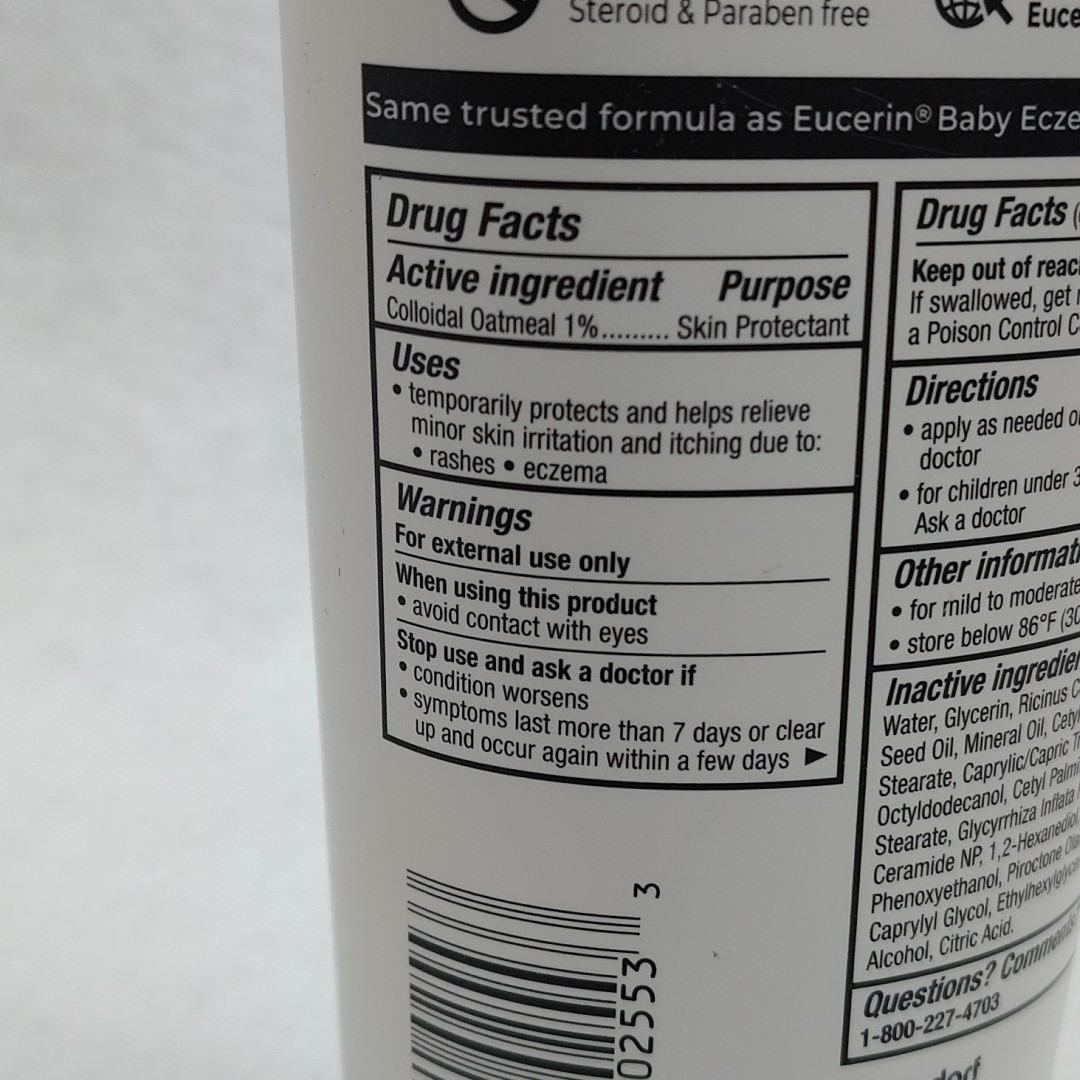 Steroid & Paraben free
Euce
Same trusted formula as Eucerin® Baby Ecze
Drug Facts
Active ingredient Purpose
Colloidal Oatmeal 1%......... Skin Protectant
Uses
• temporarily protects and helps relieve
minor skin irritation and itching due to:
• rashes • eczema
Warnings
For external use only
When using this product
• avoid contact with eyes
Stop use and ask a doctor if
• condition worsens
• symptoms last more than 7 days or clear
up and occur again within a few days ►
Drug Facts (
Keep out of reac
If swallowed, get
a Poison Control C
Directions
• apply as needed o
doctor
• for children under 3
Ask a doctor
Other informat
• for mild to moderate
• store below 86°F (30
Inactive ingredie
Water, Glycerin, Ricinus C
Seed Oil, Mineral Oil, Cetyl
Stearate, Caprylic/Capric T
Octyldodecanol, Cetyl Palmi
Stearate, Glycyrrhiza Inflata
Ceramide NP, 1,2-Hexanediol,
Phenoxyethanol, Piroctone Ola
Caprylyl Glycol, Ethylhexylglyce
Alcohol, Citric Acid.
Questions? Comments?
1-800-227-4703
dorf
02553 3